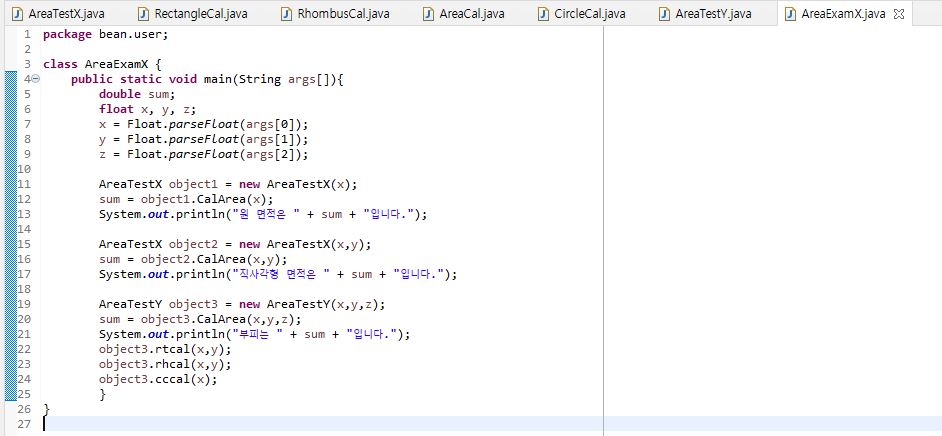 AreaTestX.java RectangleCal.java RhombusCal.java AreaCal.java CircleCal.java AreaTestY.java AreaExamX.java
1 package bean.user;
2
3 class AreaExamX {
4 public static void main(String args[]){
5 double sum;
6 float x, y, z;
7 x = Float.parseFloat(args[0]);
8 y = Float.parseFloat(args[1]);
9 z = Float.parseFloat(args[2]);
10
11 AreaTestX object1 = new AreaTestX(x);
12 sum = object1.CalArea(x);
13 System.out.println("원 면적은 " + sum + "입니다.");
14
15 AreaTestX object2 = new AreaTestX(x,y);
16 sum = object2.CalArea(x,y);
17 System.out.println("직사각형 면적은 " + sum + "입니다.");
18
19 AreaTestY object3 = new AreaTestY(x,y,z);
20 sum = object3.CalArea(x,y,z);
21 System.out.println("부피는 " + sum + "입니다.");
22 object3.rtcal(x,y);
23 object3.rhcal(x,y);
24 object3.cccal(x);
25 }
26 }
27